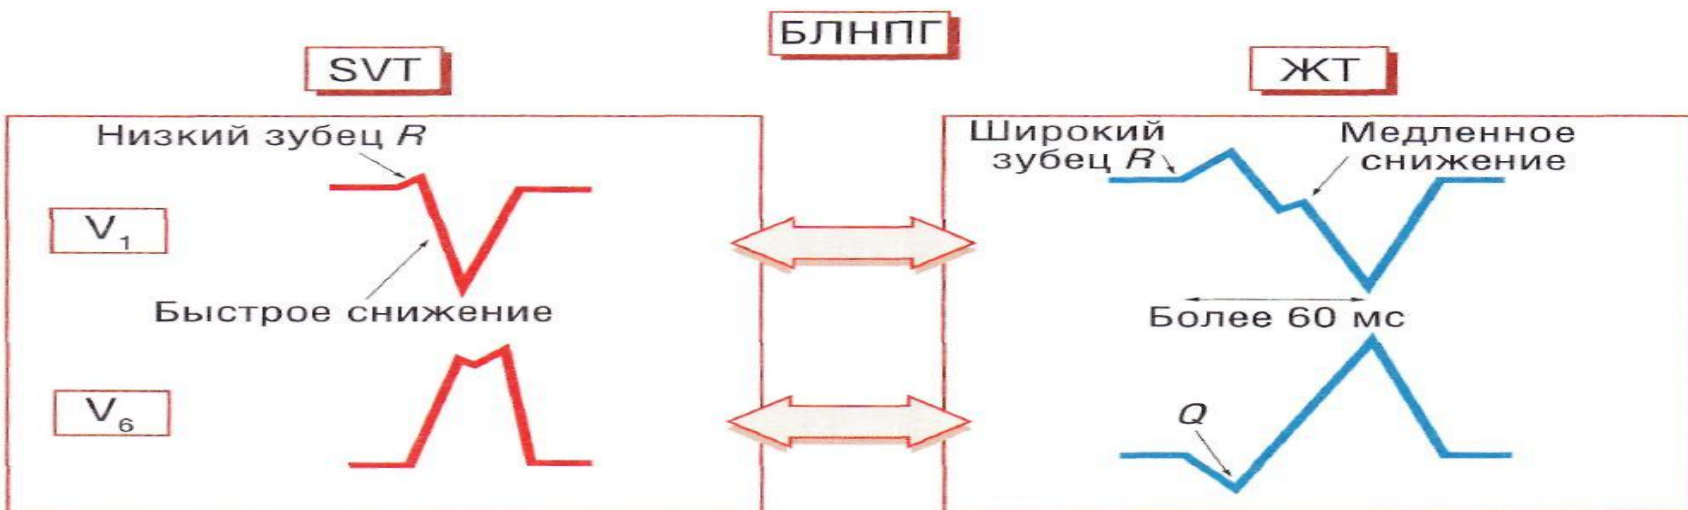 БЛНПГ
SVT
ЖТ
Низкий зубец R
V1
Быстрое снижение
V6
Широкий
зубец R
Медленное
снижение
Более 60 мс
Q